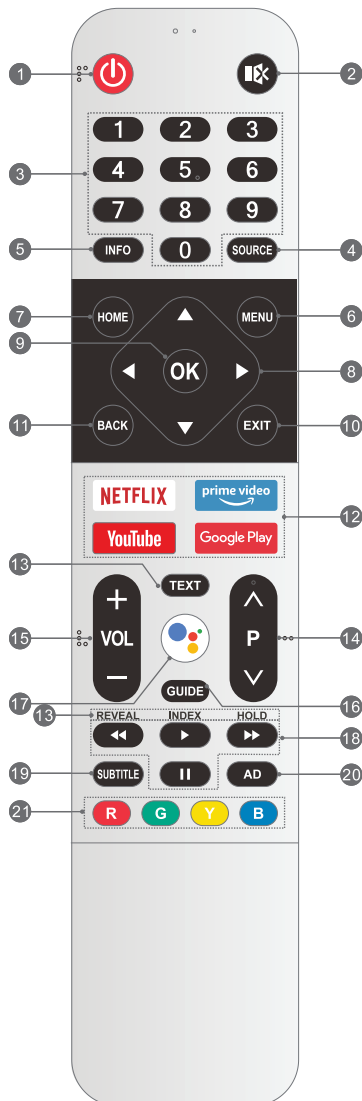 1 2
1 2 3
3
4 5 6
7 8 9
5 INFO 0 SOURCE 4
7 HOME MENU 6
9 OK 8
11 BACK EXIT 10
NETFLIX prime video
12
YouTube Google Play
13 TEXT
15 VOL P 14
17 GUIDE 16
13 REVEAL INDEX HOLD
18
19 SUBTITLE AD 20
21 R G Y B